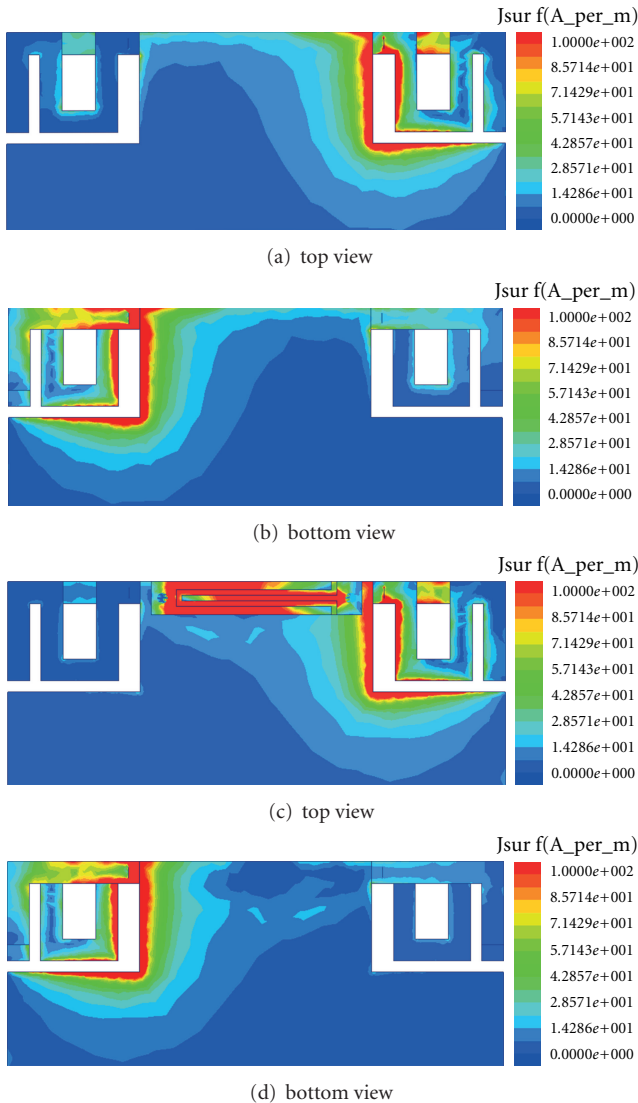 Jsur f(A_per_m)
1.0000e+002
8.5714e+001
7.1429e+001
5.7143e+001
4.2857e+001
2.8571e+001
1.4286e+001
0.0000e+000
(a) top view
Jsur f(A_per_m)
1.0000e+002
8.5714e+001
7.1429e+001
5.7143e+001
4.2857e+001
2.8571e+001
1.4286e+001
0.0000e+000
(b) bottom view
Jsur f(A_per_m)
1.0000e+002
8.5714e+001
7.1429e+001
5.7143e+001
4.2857e+001
2.8571e+001
1.4286e+001
0.0000e+000
(c) top view
Jsur f(A_per_m)
1.0000e+002
8.5714e+001
7.1429e+001
5.7143e+001
4.2857e+001
2.8571e+001
1.4286e+001
0.0000e+000
(d) bottom view